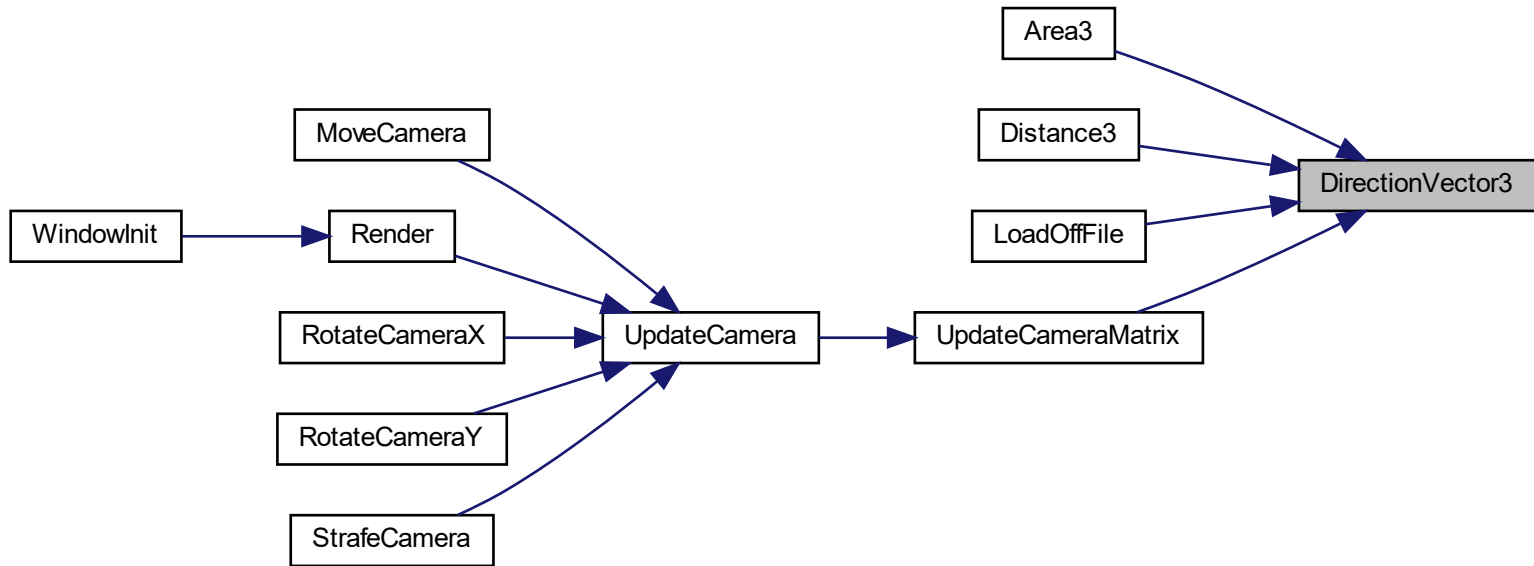 Area3
MoveCamera
Distance3
DirectionVector3
WindowInit
Render
LoadOffFile
RotateCameraX
UpdateCamera
UpdateCameraMatrix
RotateCameraY
StrafeCamera